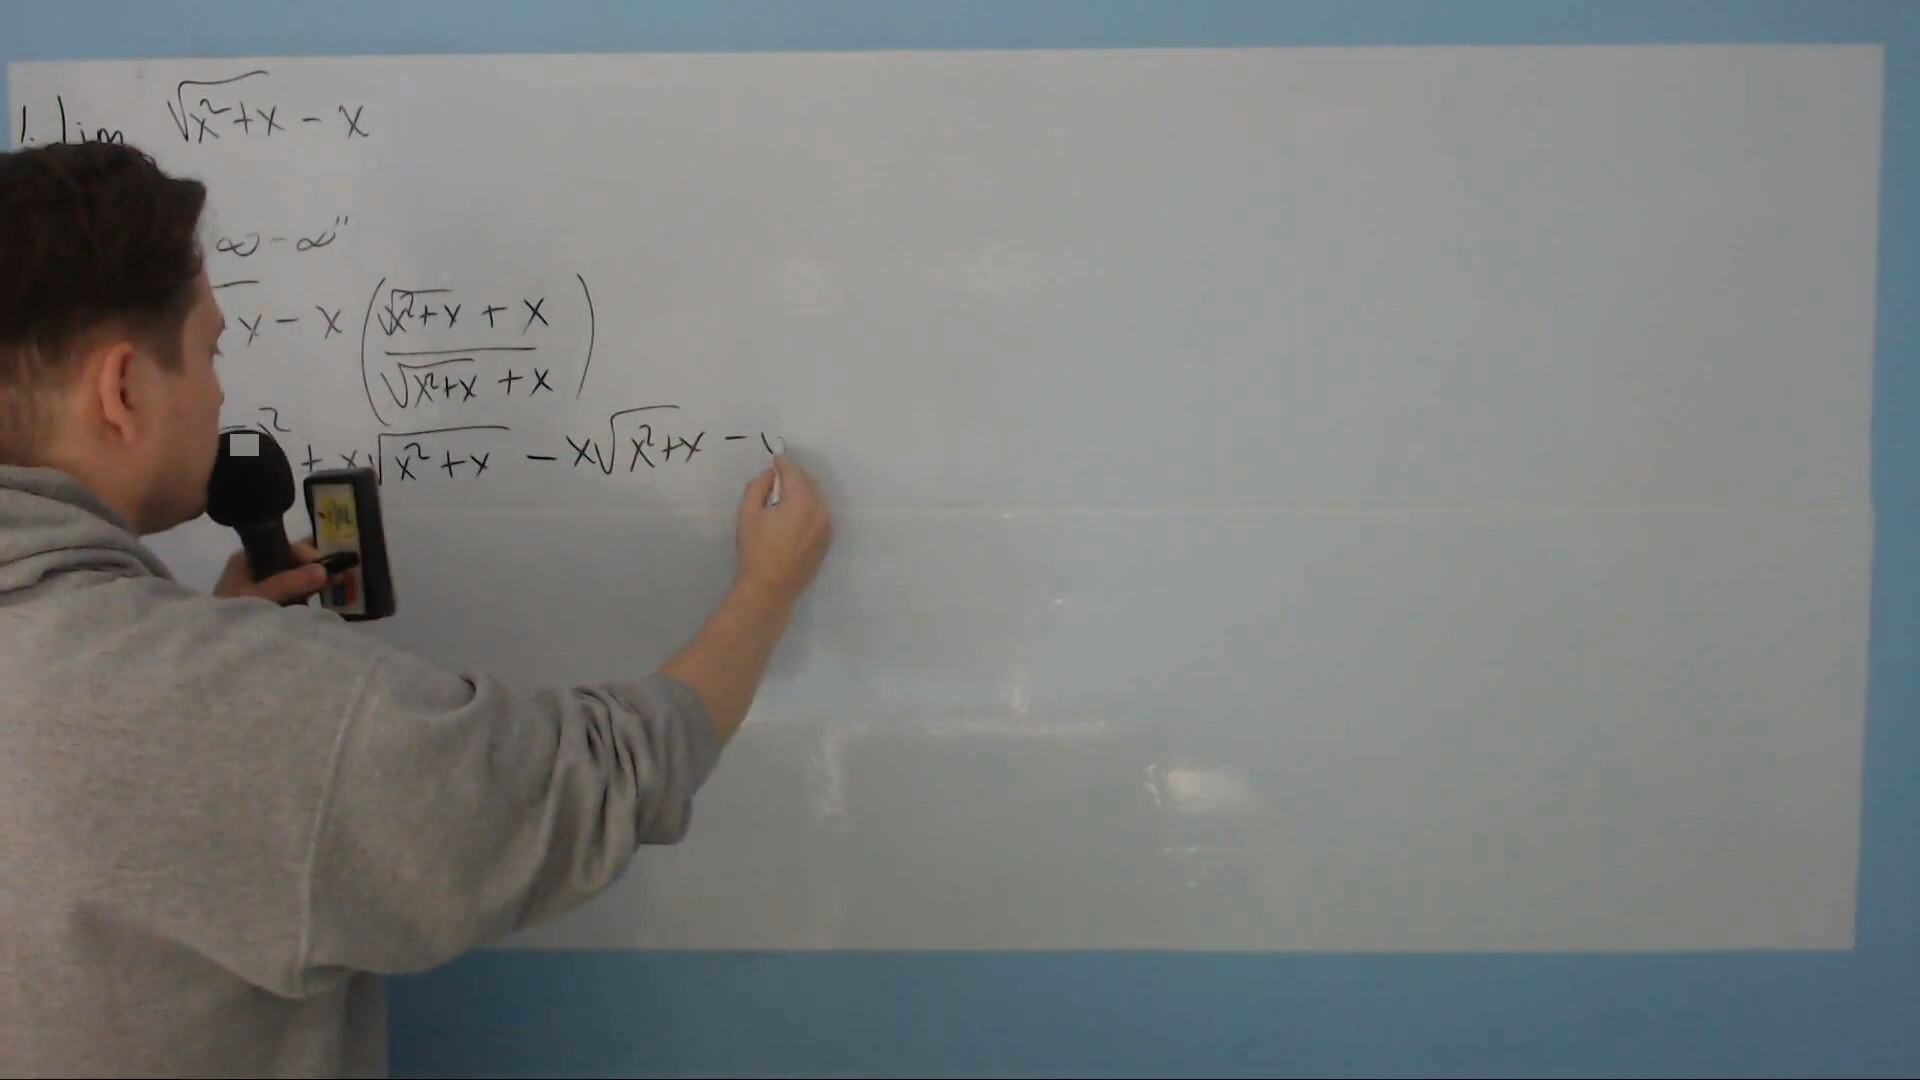 1. lim √(x²+x) - x
∞ - ∞"
x - x ( (√(x²+x) + x) / (√(x²+x) + x) )
² + x√(x²+x) - x√(x²+x) -